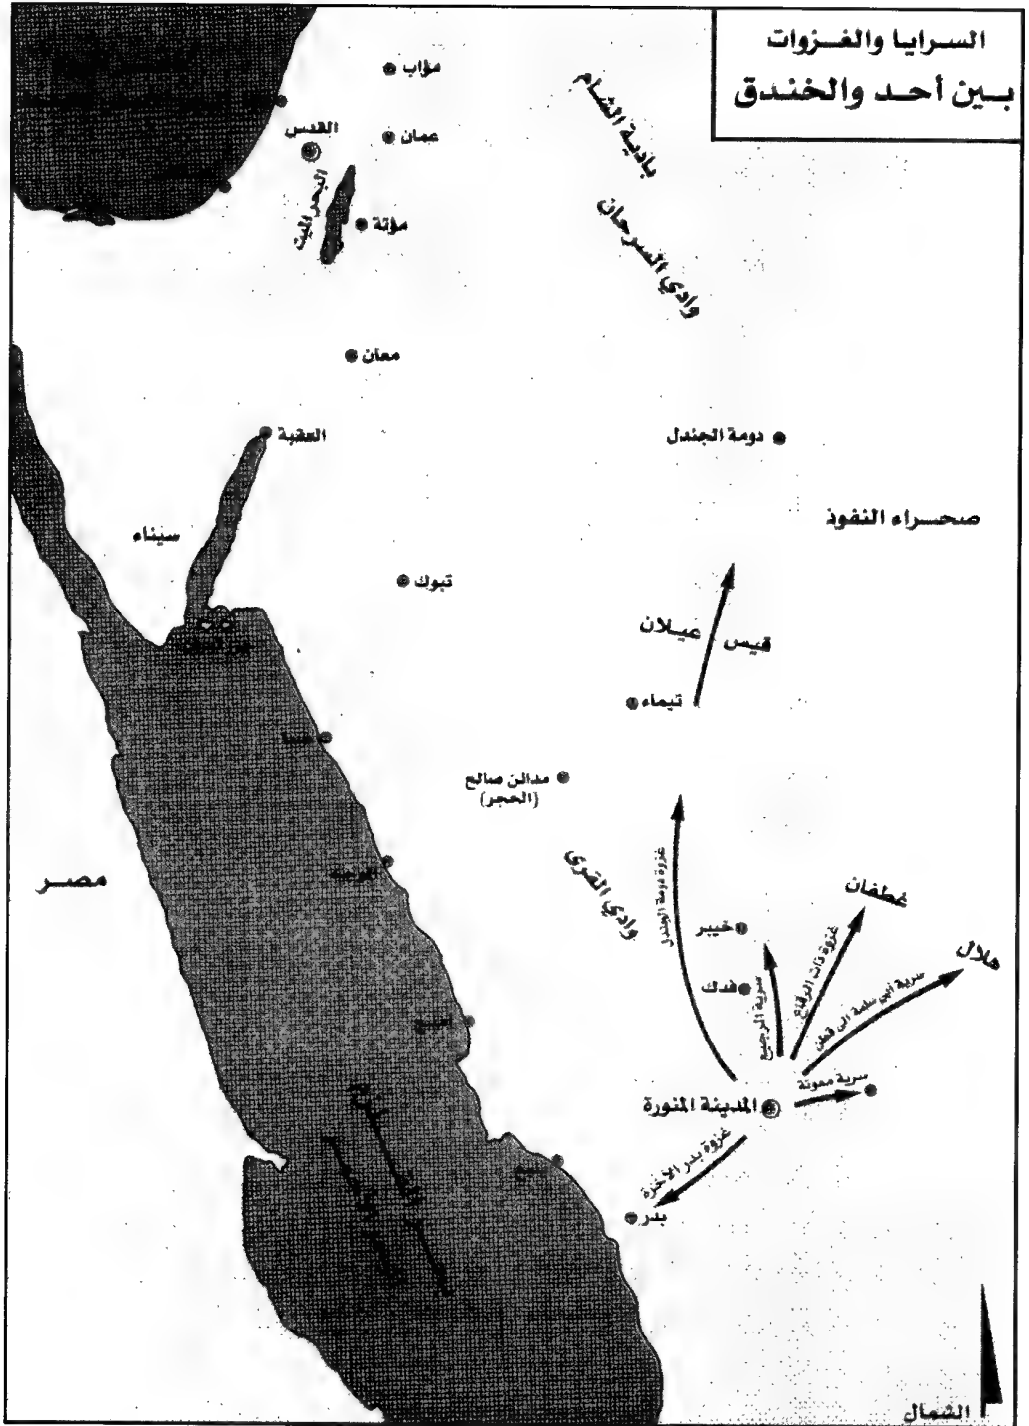 السرايا والغزوات
بين أحد والخندق
مؤاب
بادية الشام
القدس
عمان
البحر الميت
مؤتة
وادي السرحان
معان
العقبة
دومة الجندل
صحراء النفوذ
سيناء
تبوك
قيس عيلان
تيماء
مدائن صالح
(الحجر)
مصر
الوجه
وادي القرى
غزوة دومة الجندل
غطفان
خيبر
غزوة ذات الرقاع
هلال
فدك
سرية الرجيع
سرية أبي سلمة الى قطن
سرية معونة
المدينة المنورة
غزوة بدر الآخرة
بدر
الشمال